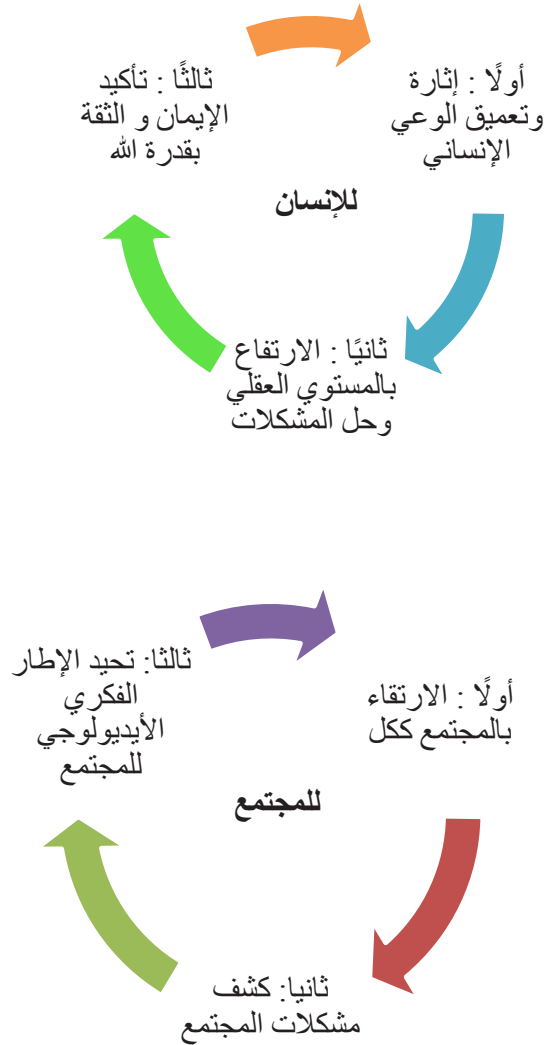 أولًا : إثارة
وتعميق الوعي
الإنساني
ثانيًا : الارتفاع
بالمستوي العقلي
وحل المشكلات
ثالثًا : تأكيد
الإيمان و الثقة
بقدرة الله
للإنسان
أولًا : الارتقاء
بالمجتمع ككل
ثانيا: كشف
مشكلات المجتمع
ثالثا: تحيد الإطار
الفكري
الأيديولوجي
للمجتمع
للمجتمع